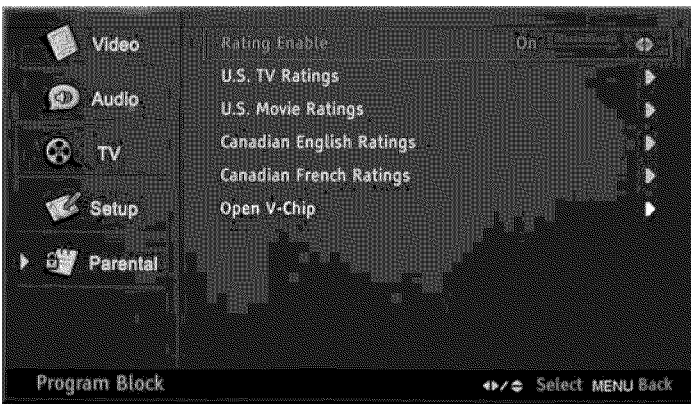 Video
Audio
TV
Setup
Parental
Rating Enable On
U.S. TV Ratings
U.S. Movie Ratings
Canadian English Ratings
Canadian French Ratings
Open V-Chip
Program Block
/ Select MENU Back